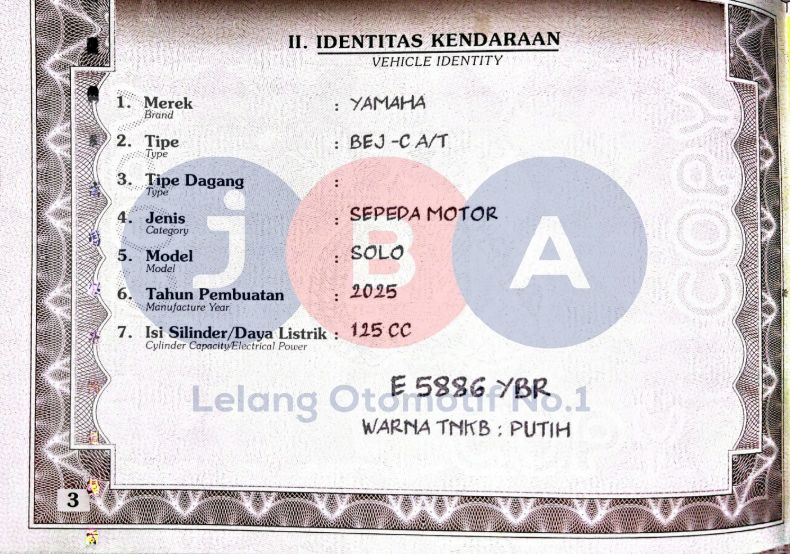 II. IDENTITAS KENDARAAN
VEHICLE IDENTITY
1. Merek : YAMAHA
Brand
2. Tipe : BEJ-C A/T
Type
3. Tipe Dagang :
Type
4. Jenis : SEPEDA MOTOR
Category
5. Model : SOLO
Model
6. Tahun Pembuatan : 2025
Manufacture Year
7. Isi Silinder/Daya Listrik : 125 CC
Cylinder Capacity/Electrical Power
E 5886 YBR
WARNA TNKB : PUTIH
3
COPY
jBA
Lelang Otomotif No.1